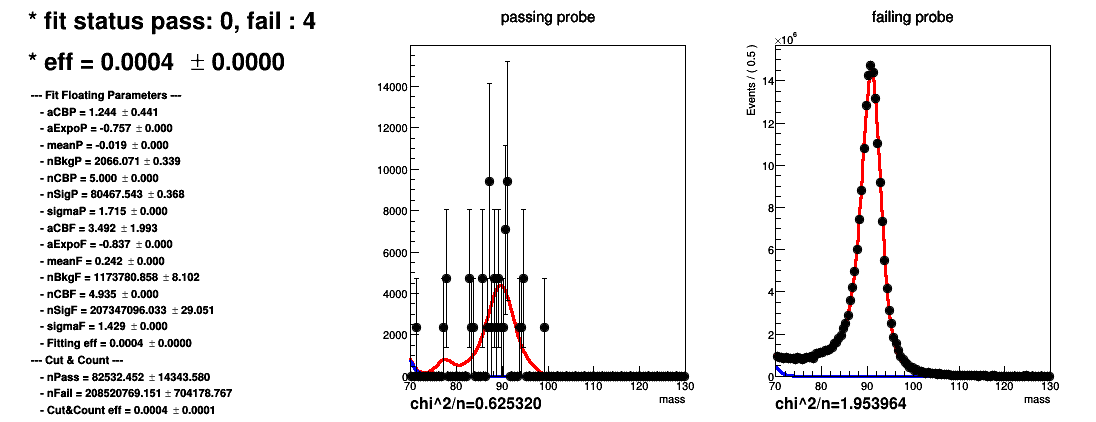 * fit status pass: 0, fail : 4
* eff = 0.0004 ± 0.0000
--- Fit Floating Parameters ---
- aCBP = 1.244 ± 0.441
- aExpoP = -0.757 ± 0.000
- meanP = -0.019 ± 0.000
- nBkgP = 2066.071 ± 0.339
- nCBP = 5.000 ± 0.000
- nSigP = 80467.543 ± 0.368
- sigmaP = 1.715 ± 0.000
- aCBF = 3.492 ± 1.993
- aExpoF = -0.837 ± 0.000
- meanF = 0.242 ± 0.000
- nBkgF = 1173780.858 ± 8.102
- nCBF = 4.935 ± 0.000
- nSigF = 207347096.033 ± 29.051
- sigmaF = 1.429 ± 0.000
- Fitting eff = 0.0004 ± 0.0000
--- Cut & Count ---
- nPass = 82532.452 ± 14343.580
- nFail = 208520769.151 ± 704178.767
- Cut&Count eff = 0.0004 ± 0.0001
passing probe
14000
12000
10000
8000
6000
4000
2000
0
70 80 90 100 110 120 130
mass
chi^2/n=0.625320
failing probe
×10^6
Events / ( 0.5 )
14
12
10
8
6
4
2
0
70 80 90 100 110 120 130
mass
chi^2/n=1.953964